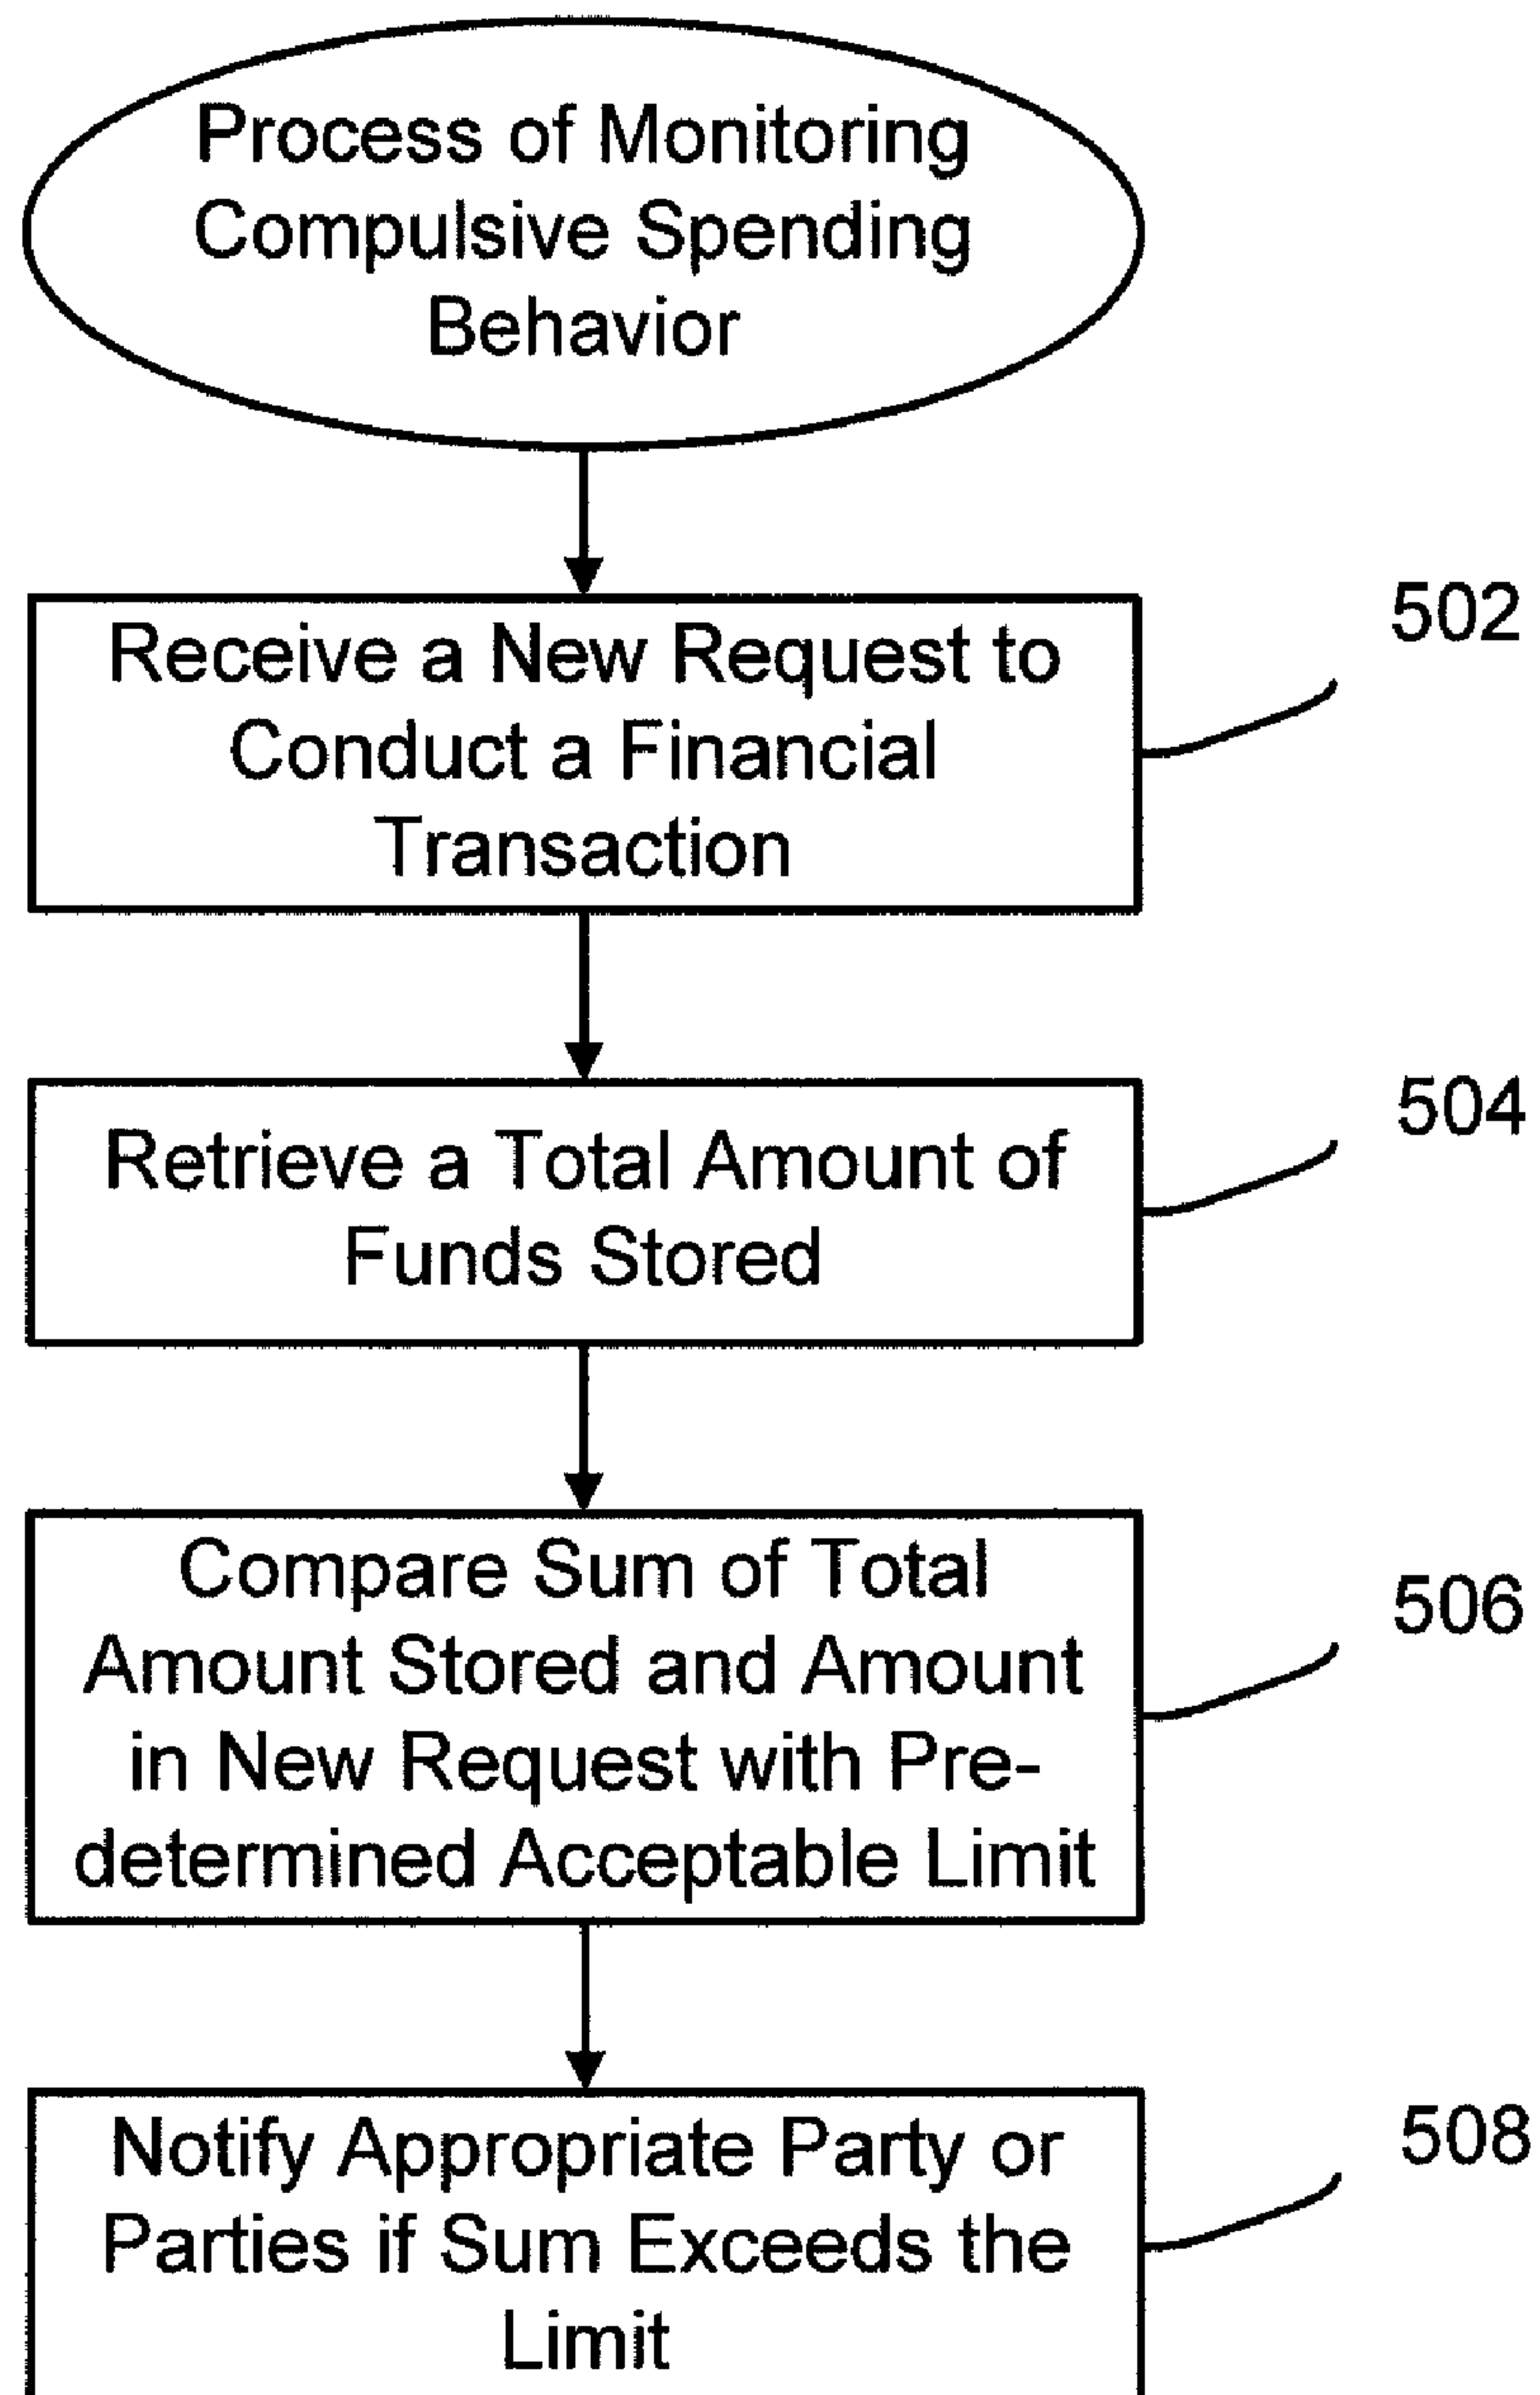 Process of Monitoring
Compulsive Spending
Behavior
502
Receive a New Request to
Conduct a Financial
Transaction
504
Retrieve a Total Amount of
Funds Stored
506
Compare Sum of Total
Amount Stored and Amount
in New Request with Pre-
determined Acceptable Limit
508
Notify Appropriate Party or
Parties if Sum Exceeds the
Limit